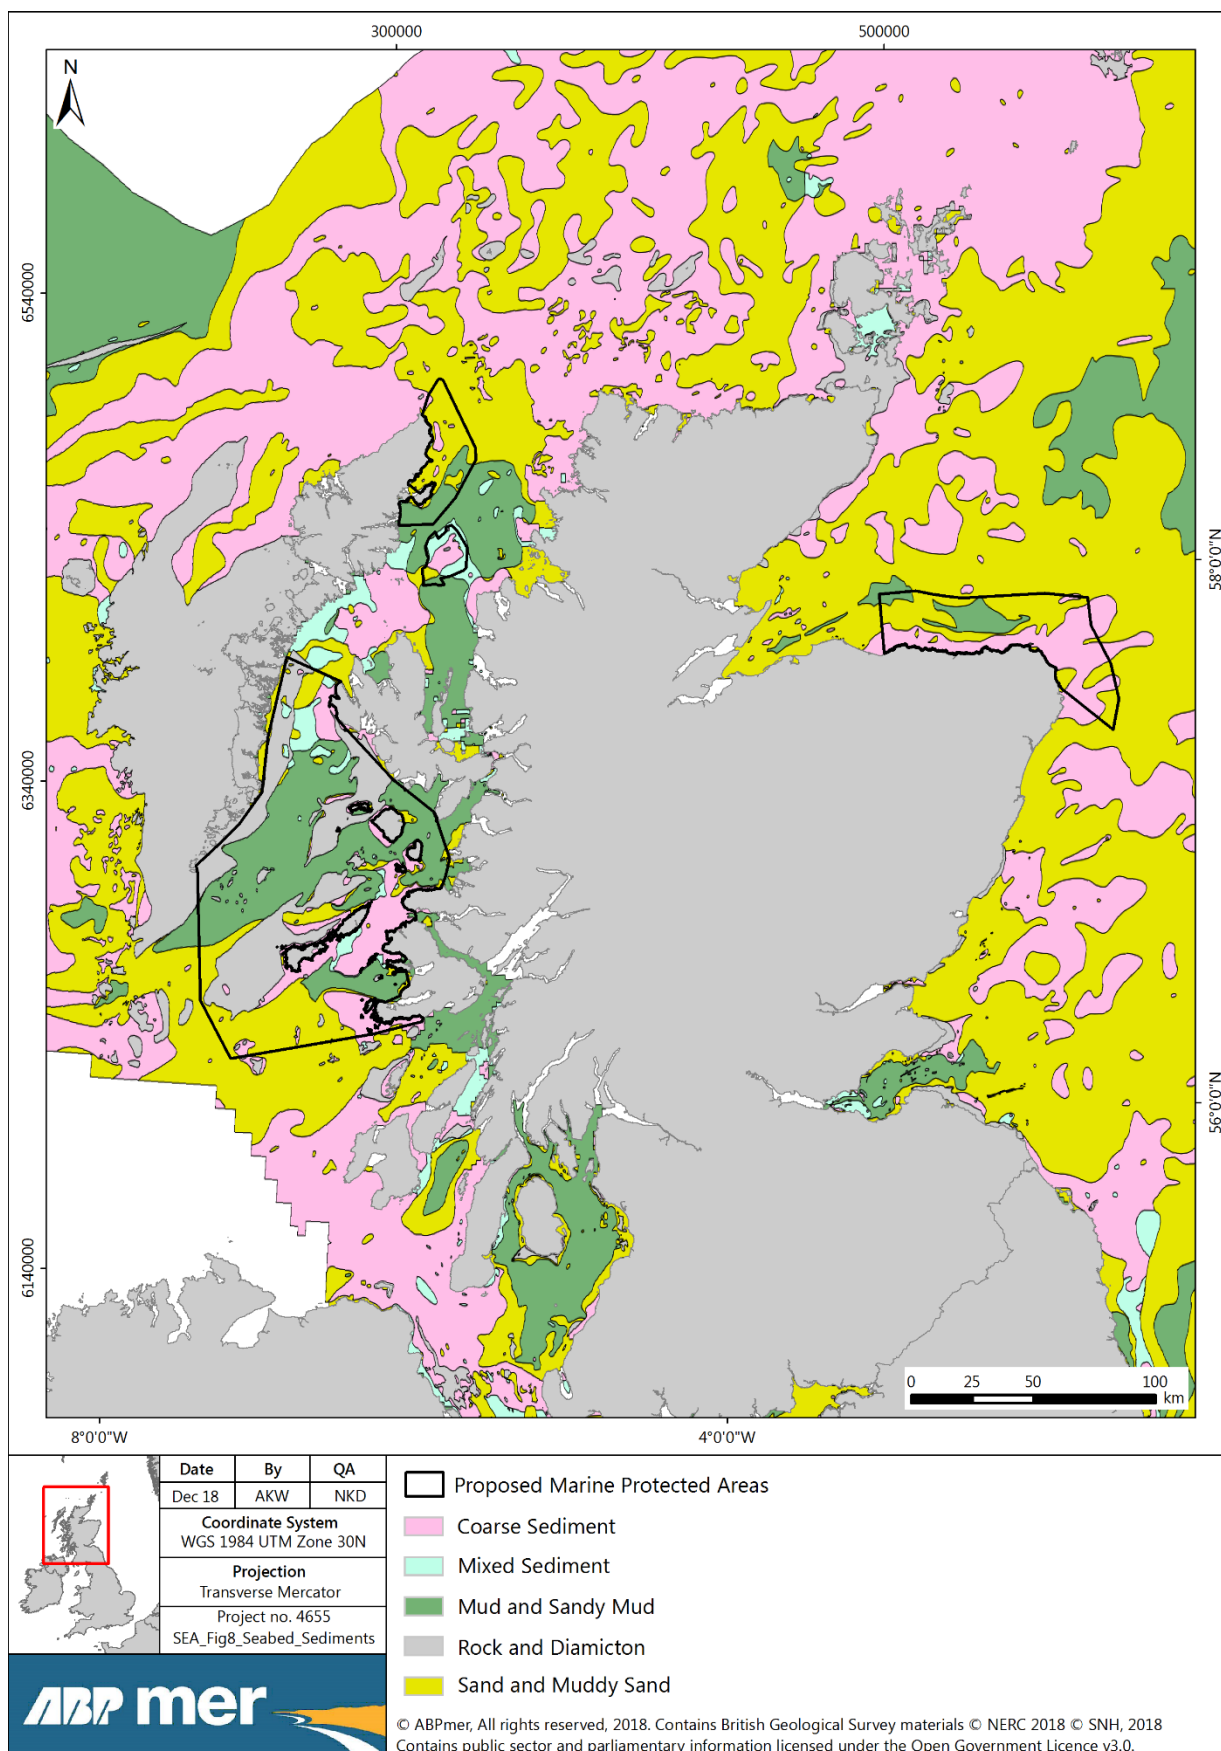 300000
500000
N
6540000
58°0'0"N
6340000
56°0'0"N
6140000
0 25 50 100
km
8°0'0"W
4°0'0"W
Date By QA
Dec 18 AKW NKD
Coordinate System
WGS 1984 UTM Zone 30N
Projection
Transverse Mercator
Project no. 4655
SEA_Fig8_Seabed_Sediments
ABP mer
Proposed Marine Protected Areas
Coarse Sediment
Mixed Sediment
Mud and Sandy Mud
Rock and Diamicton
Sand and Muddy Sand
© ABPmer, All rights reserved, 2018. Contains British Geological Survey materials © NERC 2018 © SNH, 2018
Contains public sector and parliamentary information licensed under the Open Government Licence v3.0.